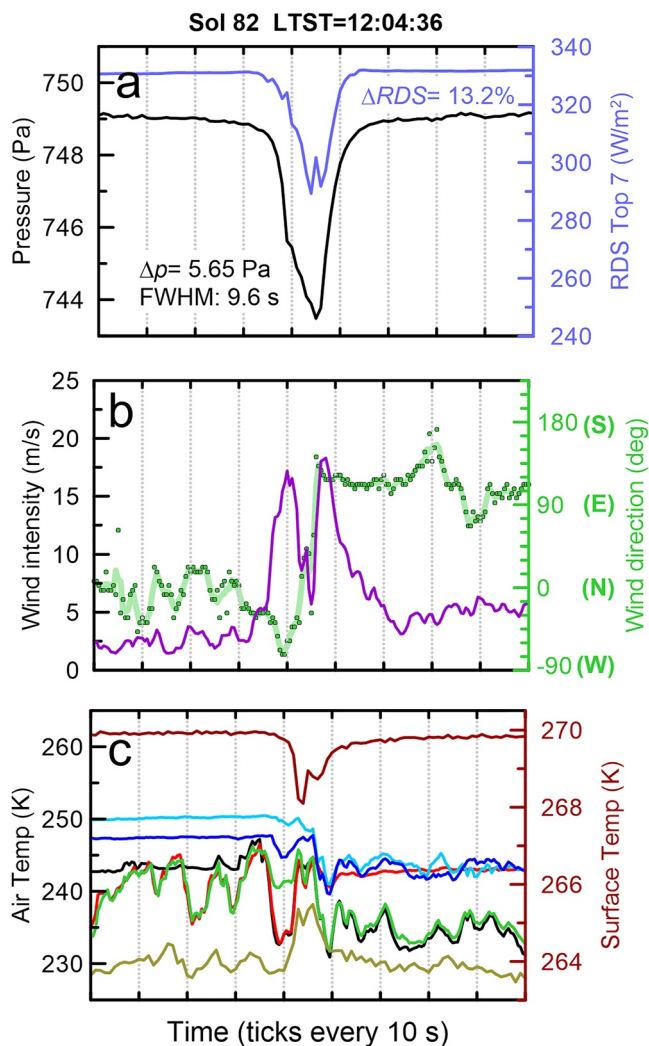 Sol 82 LTST=12:04:36
a
ΔRDS= 13.2%
Δp= 5.65 Pa
FWHM: 9.6 s
Pressure (Pa)
750
748
746
744
RDS Top 7 (W/m²)
340
320
300
280
260
240
b
Wind intensity (m/s)
25
20
15
10
5
0
Wind direction (deg)
180 (S)
90 (E)
0 (N)
-90 (W)
c
Air Temp (K)
260
250
240
230
Surface Temp (K)
270
268
266
264
Time (ticks every 10 s)